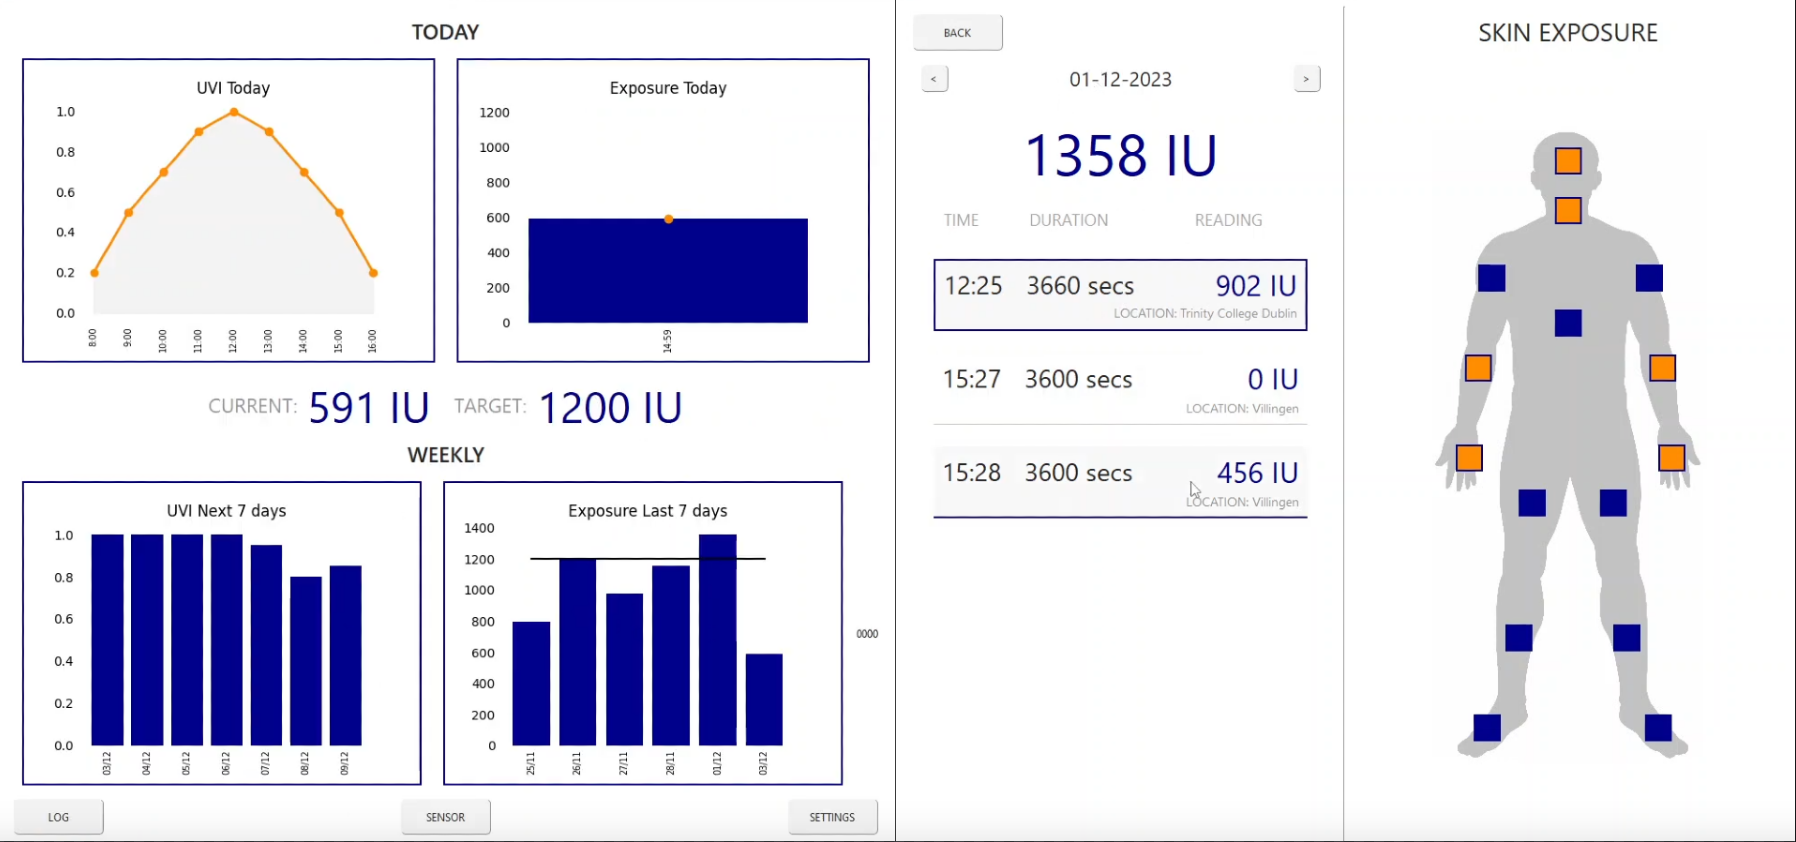 TODAY
UVI Today
1.0
0.8
0.6
0.4
0.2
0.0
8:00 9:00 10:00 11:00 12:00 13:00 14:00 15:00 16:00
Exposure Today
1200
1000
800
600
400
200
0
14:59
CURRENT: 591 IU TARGET: 1200 IU
WEEKLY
UVI Next 7 days
1.0
0.8
0.6
0.4
0.2
0.0
03/12 04/12 05/12 06/12 07/12 08/12 09/12
Exposure Last 7 days
1400
1200
1000
800
600
400
200
0
25/11 26/11 27/11 28/11 01/12 03/12
0000
LOG SENSOR SETTINGS
BACK
< 01-12-2023 >
1358 IU
TIME DURATION READING
12:25 3660 secs 902 IU
LOCATION: Trinity College Dublin
15:27 3600 secs 0 IU
LOCATION: Villingen
15:28 3600 secs 456 IU
LOCATION: Villingen
SKIN EXPOSURE